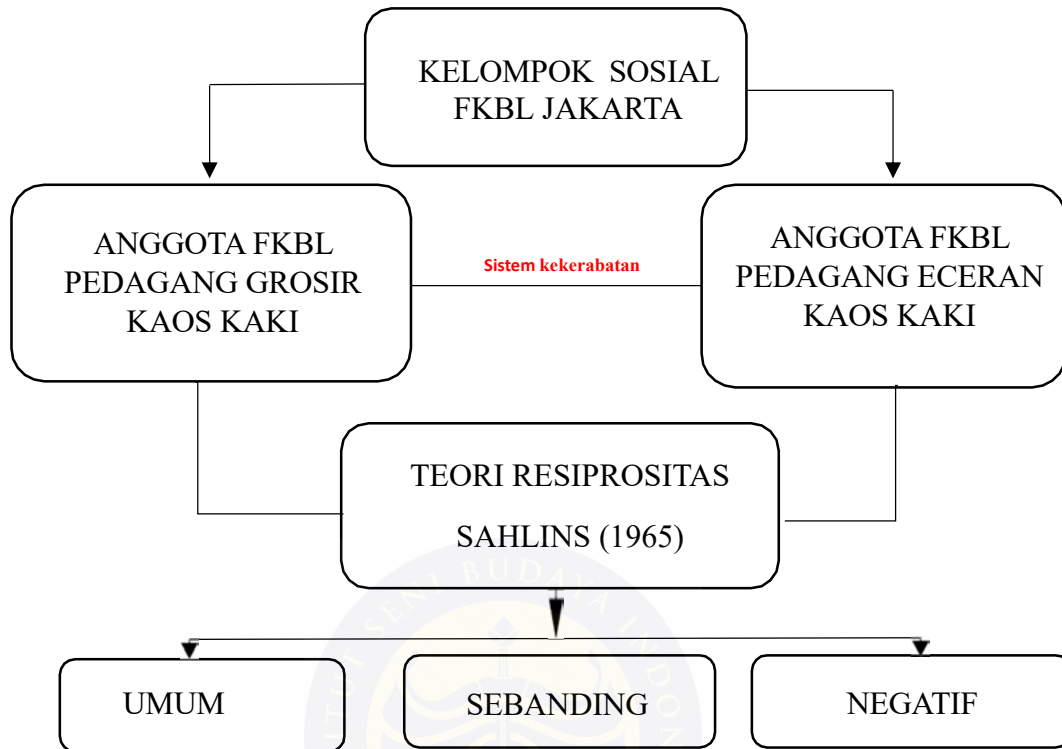 KELOMPOK SOSIAL
FKBL JAKARTA
ANGGOTA FKBL
PEDAGANG GROSIR
KAOS KAKI
Sistem kekerabatan
ANGGOTA FKBL
PEDAGANG ECERAN
KAOS KAKI
TEORI RESIPROSITAS
SAHLINS (1965)
UMUM
SEBANDING
NEGATIF